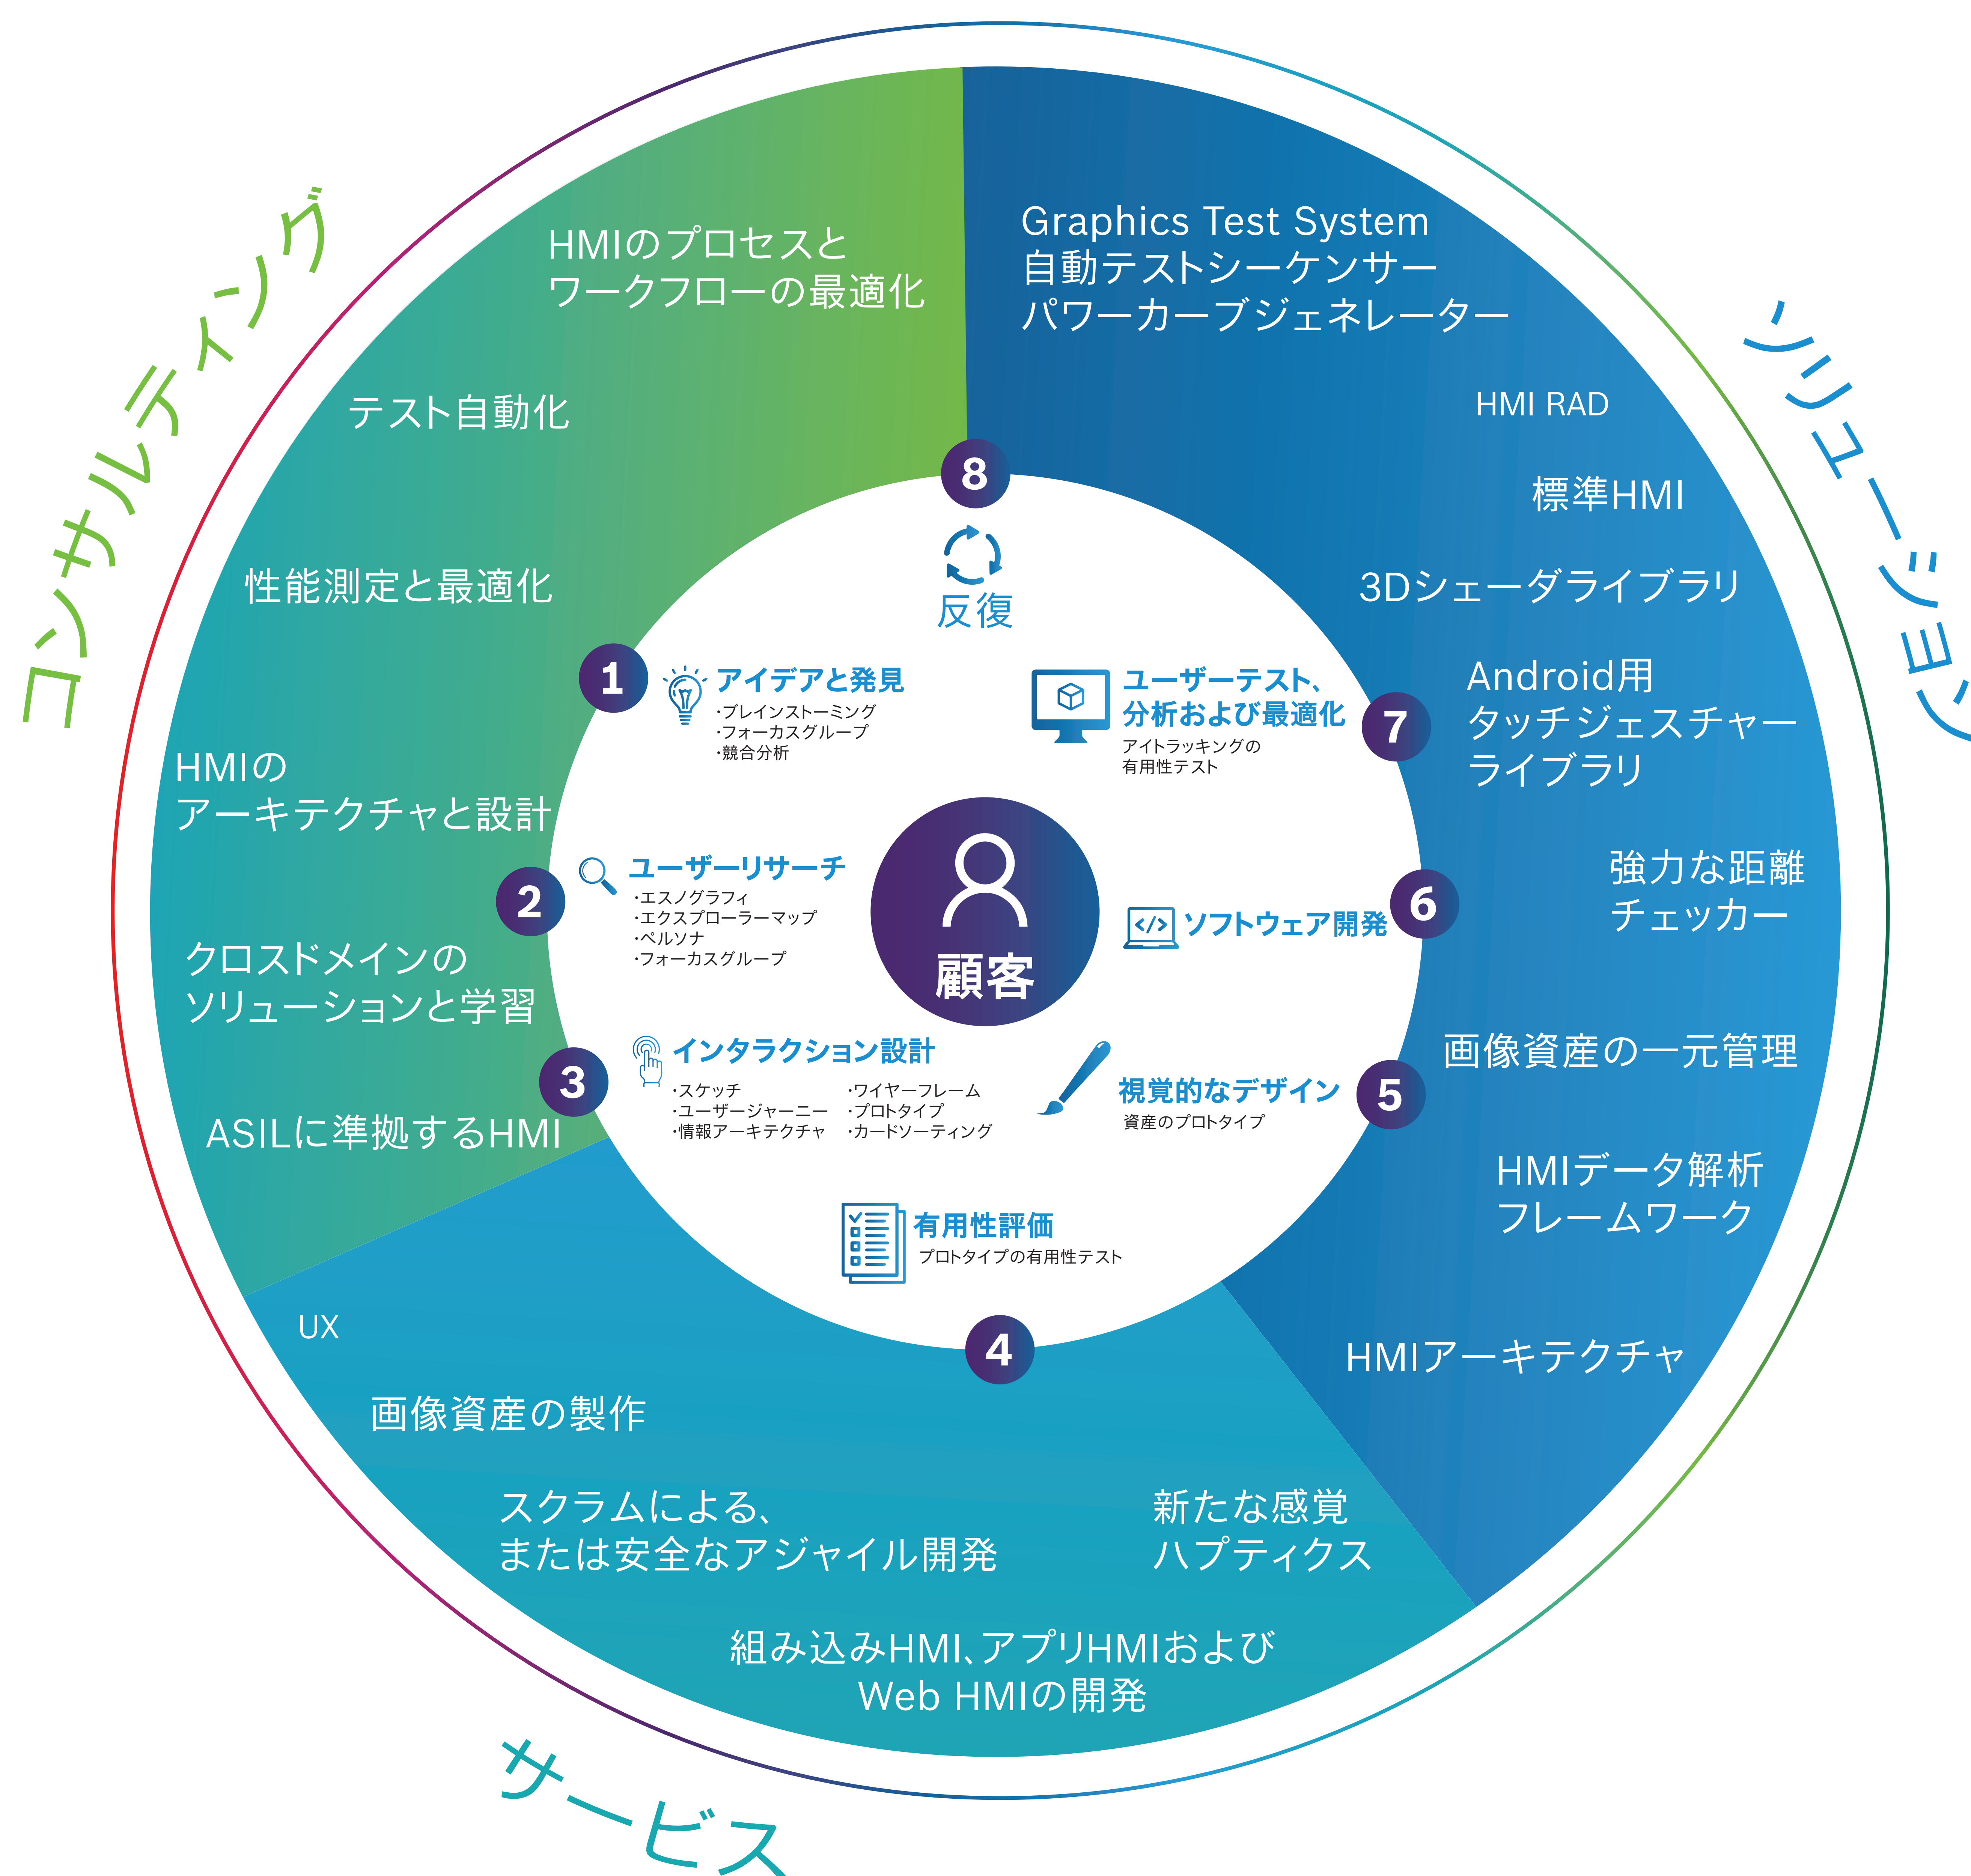 コンサルティング
HMIのプロセスと
ワークフローの最適化
テスト自動化
性能測定と最適化
HMIの
アーキテクチャと設計
クロスドメインの
ソリューションと学習
ASILに準拠するHMI
ソリューション
Graphics Test System
自動テストシーケンサー
パワーカーブジェネレーター
HMI RAD
標準HMI
3Dシェーダライブラリ
Android用
タッチジェスチャー
ライブラリ
強力な距離
チェッカー
画像資産の一元管理
HMIデータ解析
フレームワーク
HMIアーキテクチャ
サービス
UX
画像資産の製作
スクラムによる、
または安全なアジャイル開発
新たな感覚
ハプティクス
組み込みHMI、アプリHMIおよび
Web HMIの開発
顧客
1
アイデアと発見
・ブレインストーミング
・フォーカスグループ
・競合分析
2
ユーザーリサーチ
・エスノグラフィ
・エクスプローラーマップ
・ペルソナ
・フォーカスグループ
3
インタラクション設計
・スケッチ
・ユーザージャーニー
・情報アーキテクチャ
・ワイヤーフレーム
・プロトタイプ
・カードソーティング
4
有用性評価
プロトタイプの有用性テスト
5
視覚的なデザイン
資産のプロトタイプ
6
ソフトウェア開発
7
ユーザーテスト、
分析および最適化
アイトラッキングの
有用性テスト
8
反復